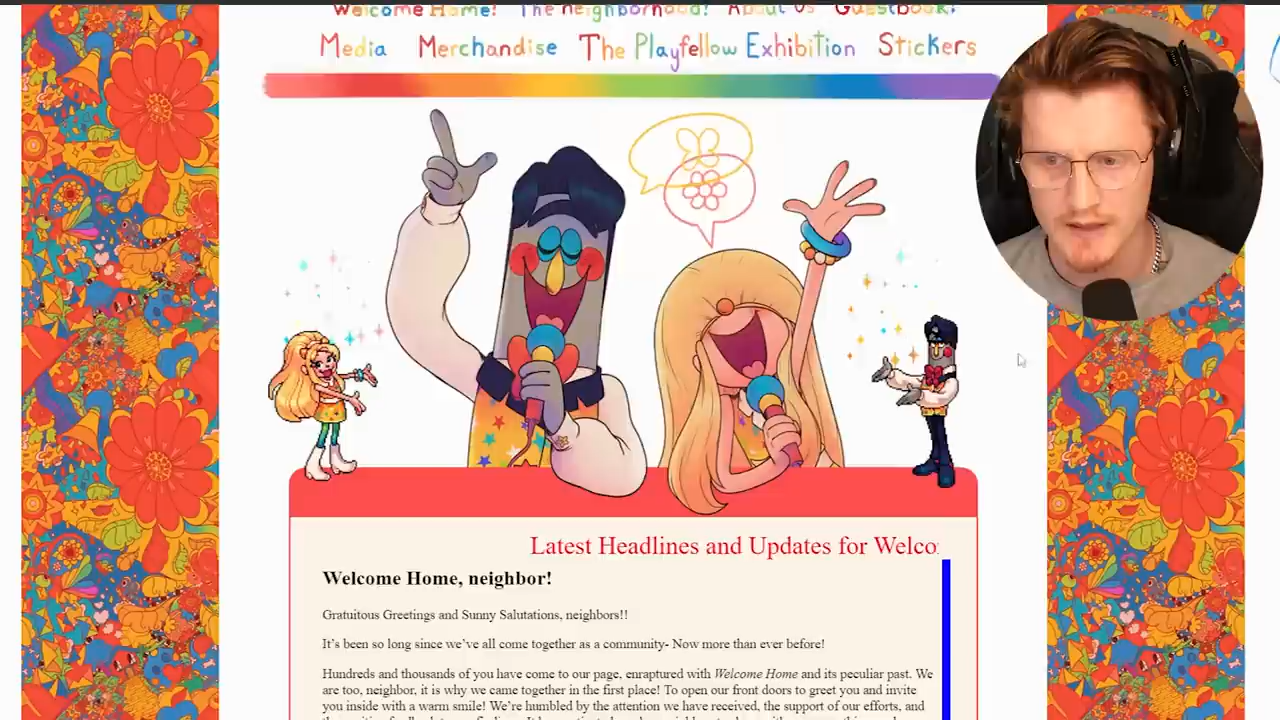 Welcome Home! The neighborhood! About Us Guestbook!
Media Merchandise The Playfellow Exhibition Stickers
Latest Headlines and Updates for Welco
Welcome Home, neighbor!
Gratuitous Greetings and Sunny Salutations, neighbors!!
It's been so long since we've all come together as a community- Now more than ever before!
Hundreds and thousands of you have come to our page, enraptured with Welcome Home and its peculiar past. We
are too, neighbor, it is why we came together in the first place! To open our front doors to greet you and invite
you inside with a warm smile! We're humbled by the attention we have received, the support of our efforts, and